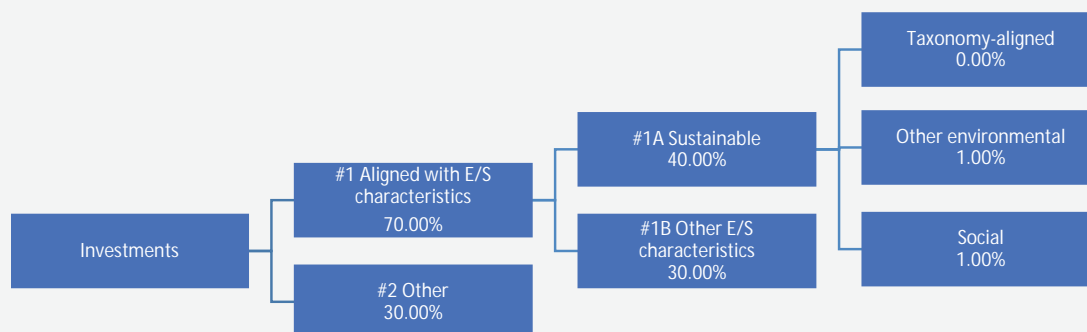 Taxonomy-aligned
0.00%
#1A Sustainable
40.00%
Other environmental
1.00%
#1 Aligned with E/S
characteristics
70.00%
Investments
#1B Other E/S
characteristics
30.00%
Social
1.00%
#2 Other
30.00%